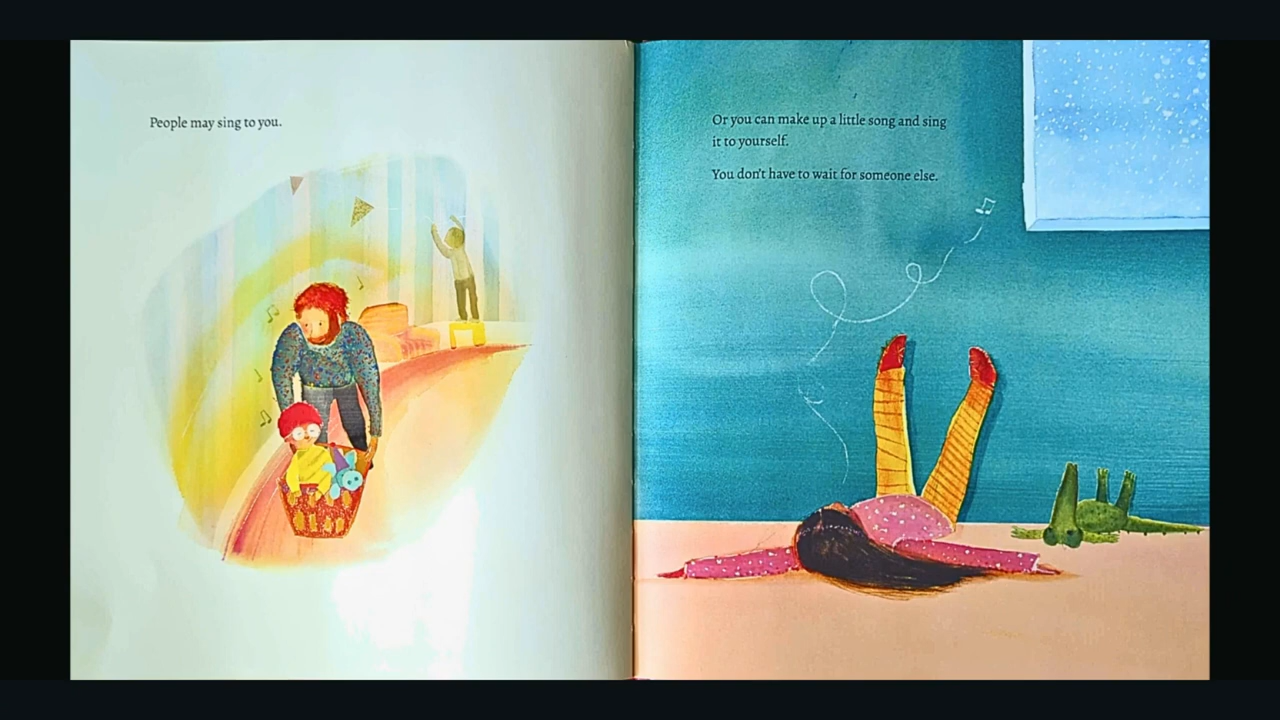 People may sing to you.
Or you can make up a little song and sing
it to yourself.
You don't have to wait for someone else.